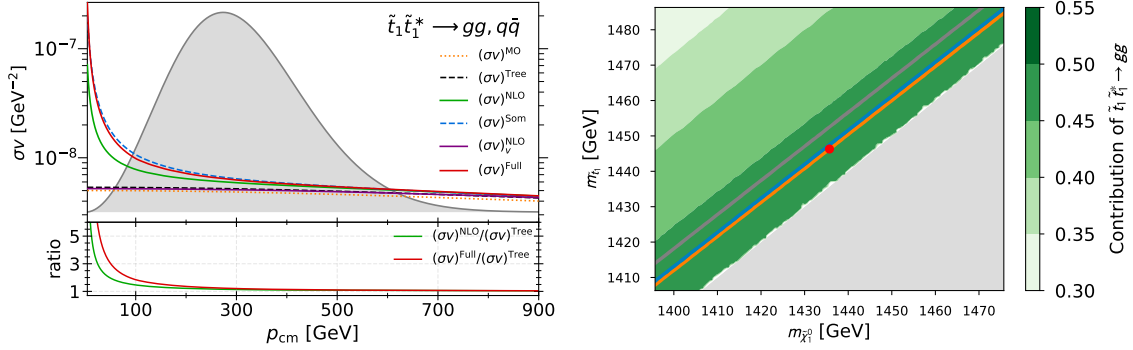 t̃₁t̃₁* ⟶ gg, qq̄
(σv)^MO
(σv)^Tree
(σv)^NLO
(σv)^Som
(σv)ᵥ^NLO
(σv)^Full
σv [GeV⁻²]
10⁻⁷
10⁻⁸
(σv)^NLO/(σv)^Tree
(σv)^Full/(σv)^Tree
ratio
5
3
1
100 300 500 700 900
p_cm [GeV]
m_t̃₁ [GeV]
1480
1470
1460
1450
1440
1430
1420
1410
1400 1410 1420 1430 1440 1450 1460 1470
m_χ̃₁⁰ [GeV]
0.55
0.50
0.45
0.40
0.35
0.30
Contribution of t̃₁ t̃₁* → gg